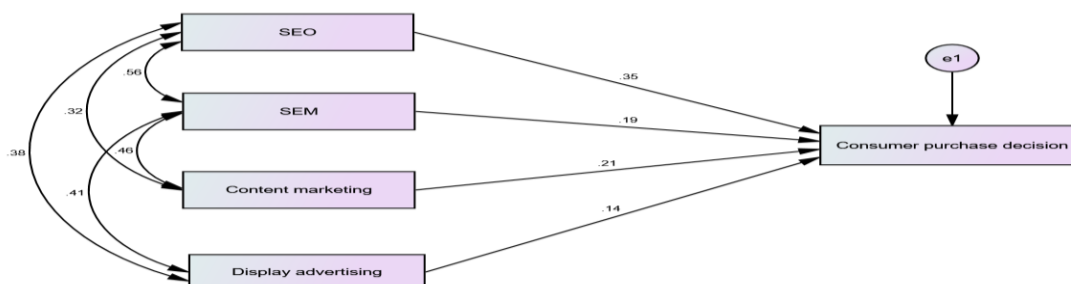 SEO
e1
.56
.35
SEM
.32
.19
.46
Consumer purchase decision
.38
.21
Content marketing
.41
.14
Display advertising